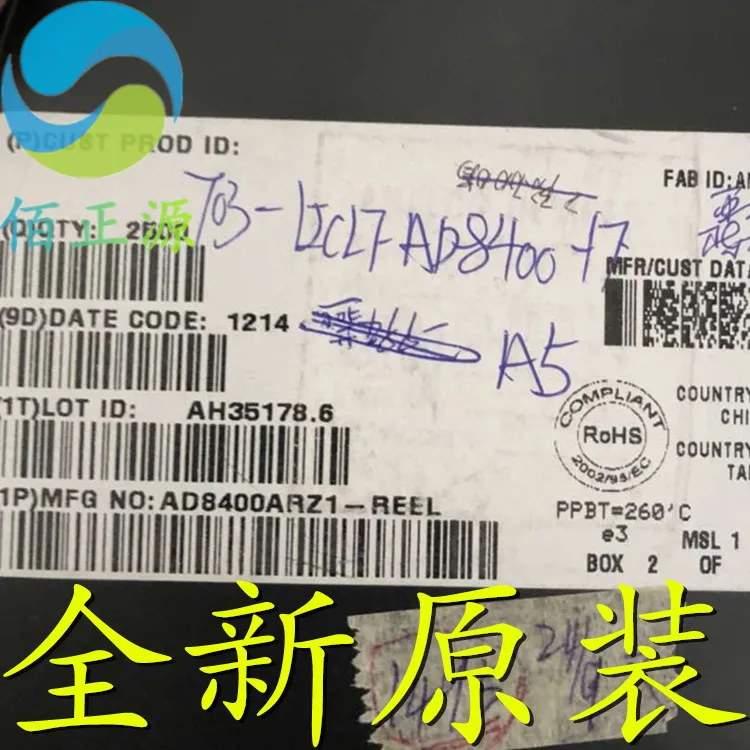 (P)CUST PROD ID:
FAB ID:
佰正源
(Q)QTY:
AD8400
MFR/CUST DATA
(9D)DATE CODE: 1214
A5
(1T)LOT ID: AH35178.6
COMPLIANT
RoHS
2002/95/EC
COUNTRY
COUNTRY
(1P)MFG NO: AD8400ARZ1-REEL
PPBT=260'C
e3
MSL 1
BOX 2 OF
全新原装